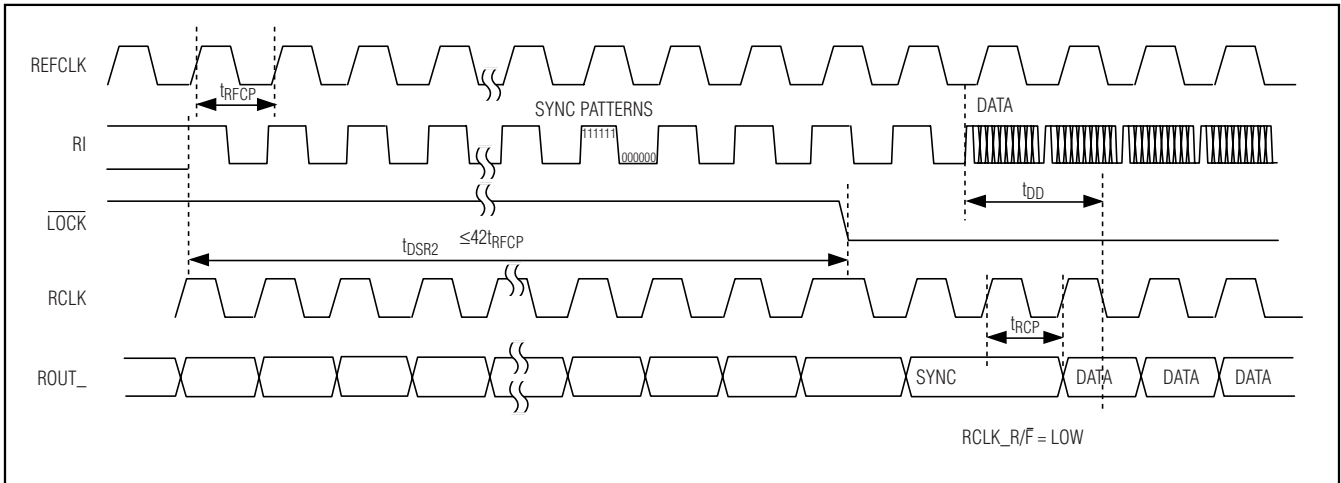 REFCLK
tRFCP
SYNC PATTERNS
DATA
RI
111111
000000
tDD
LOCK
≤42tRFCP
tDSR2
RCLK
tRCP
ROUT_
SYNC
DATA
DATA
DATA
RCLK_R/F̅ = LOW